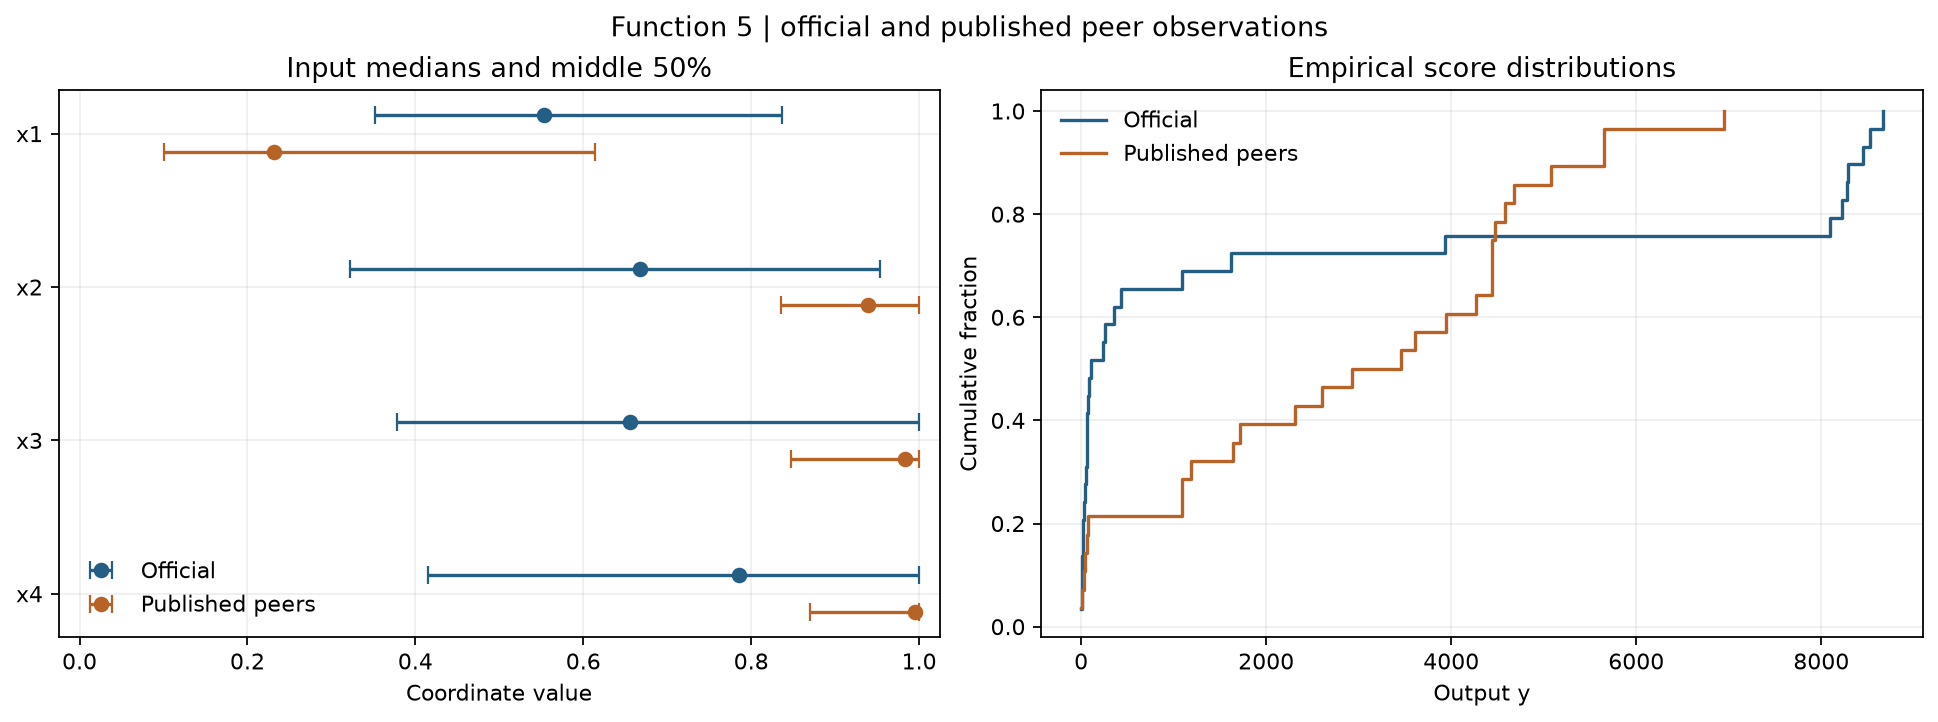 Function 5 | official and published peer observations
Input medians and middle 50%
x1
x2
x3
x4
Official
Published peers
0.0 0.2 0.4 0.6 0.8 1.0
Coordinate value
Empirical score distributions
Official
Published peers
1.0
0.8
0.6
0.4
0.2
0.0
Cumulative fraction
0 2000 4000 6000 8000
Output y